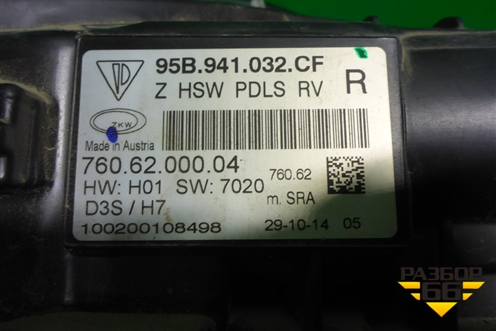 95B.941.032.CF
Z HSW PDLS RV R
ZKW
Made in Austria
760.62.000.04
760.62
HW: H01 SW: 7020
m. SRA
D3S / H7
100200108498 29-10-14 05
РАЗБОР
66